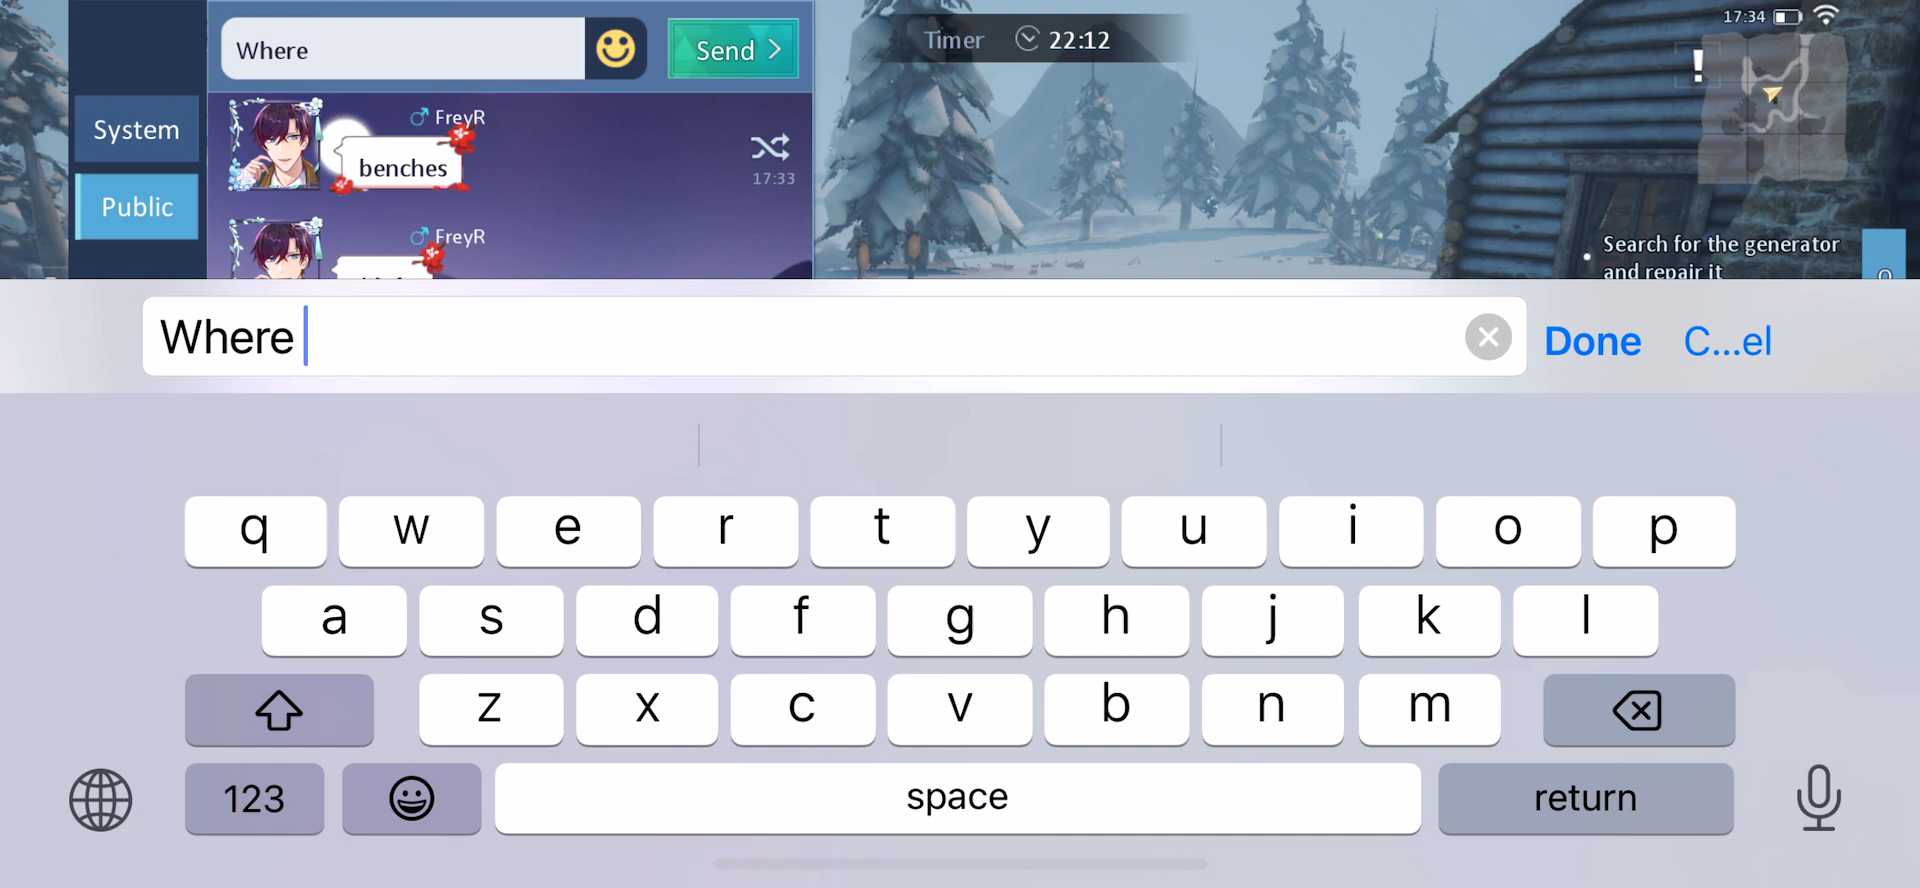 Where
Send
Timer 22:12
17:34
System
Public
FreyR
benches
17:33
FreyR
Search for the generator
and repair it
Where
Done
C...el
q w e r t y u i o p
a s d f g h j k l
z x c v b n m
123
space
return